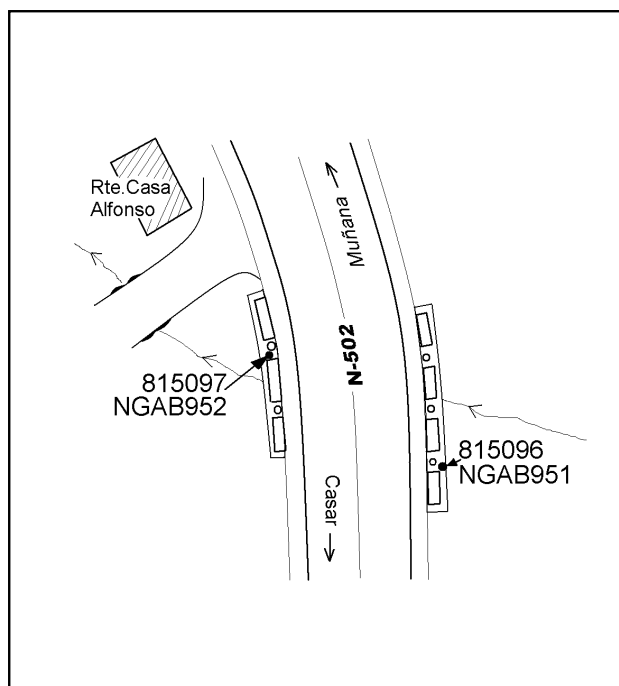 Rte.Casa
Alfonso
Muñana
N-502
815097
NGAB952
815096
NGAB951
Casar